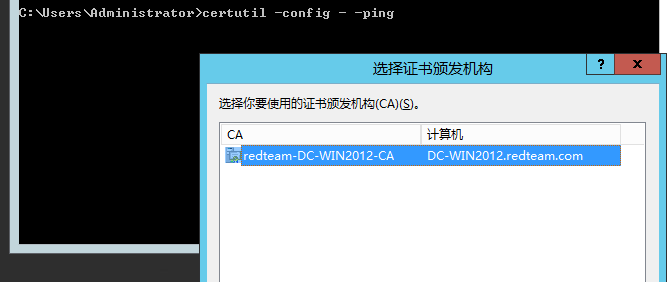 C:\Users\Administrator>certutil -config - -ping
选择证书颁发机构
选择你要使用的证书颁发机构(CA)(S)。
CA 计算机
redteam-DC-WIN2012-CA DC-WIN2012.redteam.com